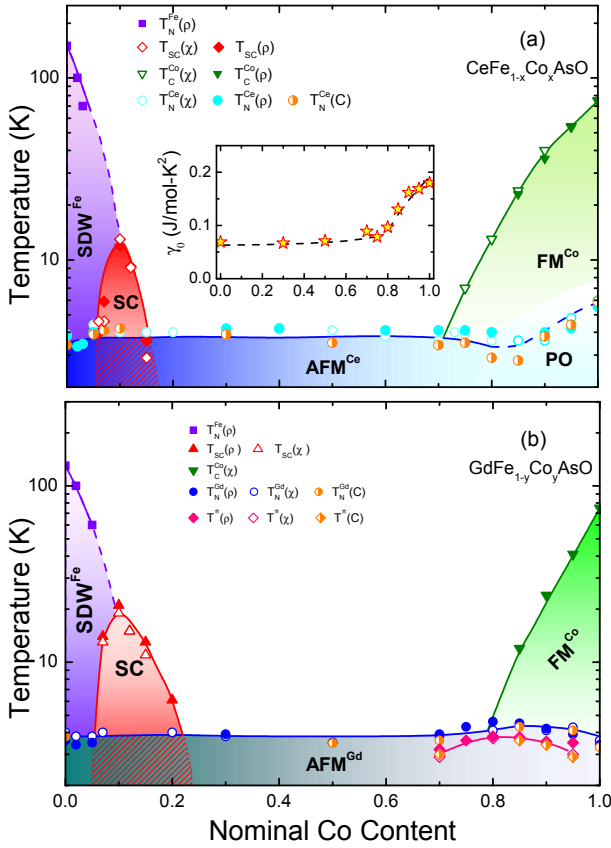 (a)
CeFe1-xCoxAsO
T_N^Fe(ρ)
T_SC(χ) T_SC(ρ)
T_C^Co(χ) T_C^Co(ρ)
T_N^Ce(χ) T_N^Ce(ρ) T_N^Ce(C)
100
10
Temperature (K)
SDW^Fe
SC
AFM^Ce
FM^Co
PO
γ0 (J/mol-K²)
0.2
0.1
0
0.0 0.2 0.4 0.6 0.8 1.0
(b)
GdFe1-yCoyAsO
T_N^Fe(ρ)
T_SC(ρ) T_SC(χ)
T_C^Co(χ)
T_N^Gd(ρ) T_N^Gd(χ) T_N^Gd(C)
T*(ρ) T*(χ) T*(C)
100
10
Temperature (K)
SDW^Fe
SC
AFM^Gd
FM^Co
0.0 0.2 0.4 0.6 0.8 1.0
Nominal Co Content